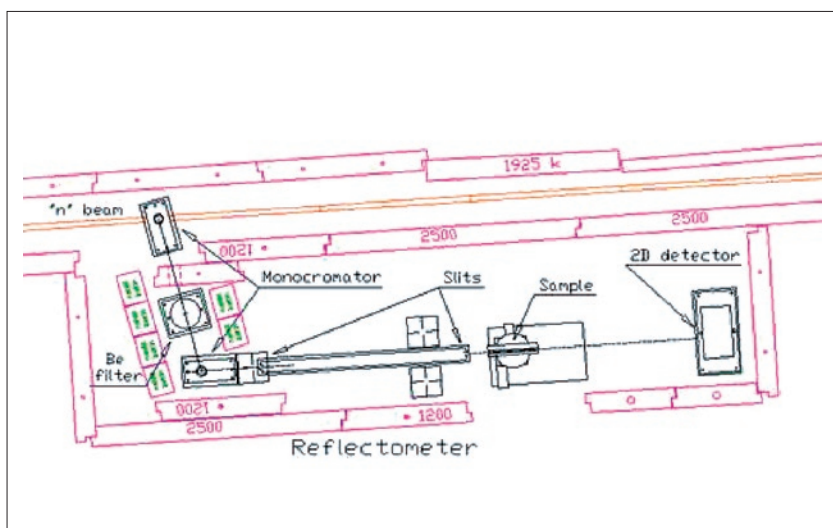 1925 k
"n" beam
2500
2500
1200
2D detector
Monocromator
Slits
Sample
Be
filter
1200
1200
2500
Reflectometer